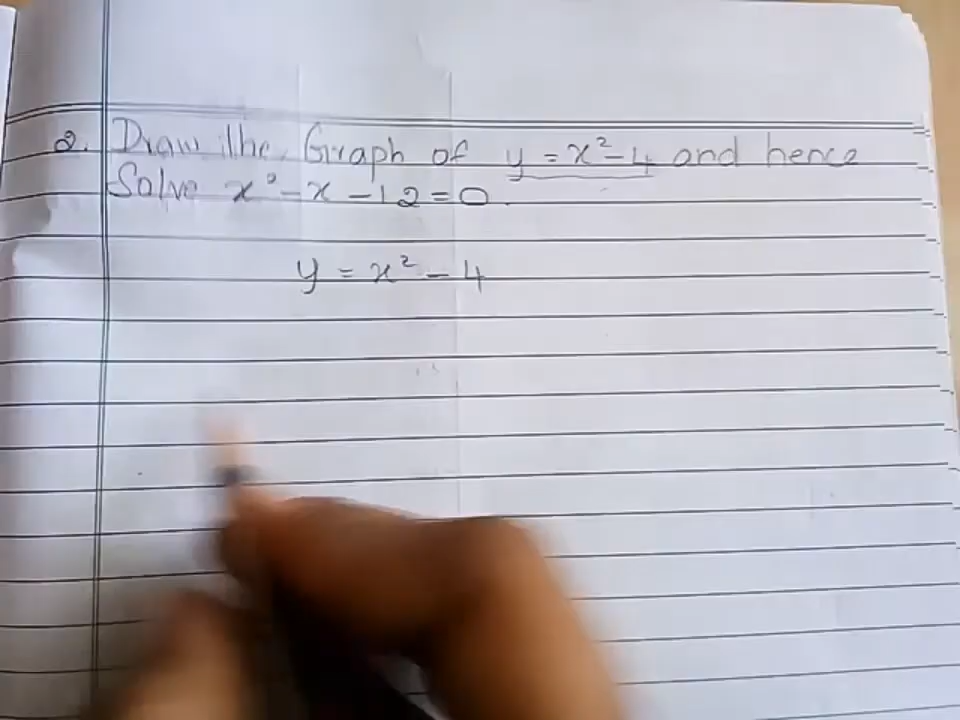 2. Draw the Graph of y = x² - 4 and hence
Solve x² - x - 12 = 0.
y = x² - 4